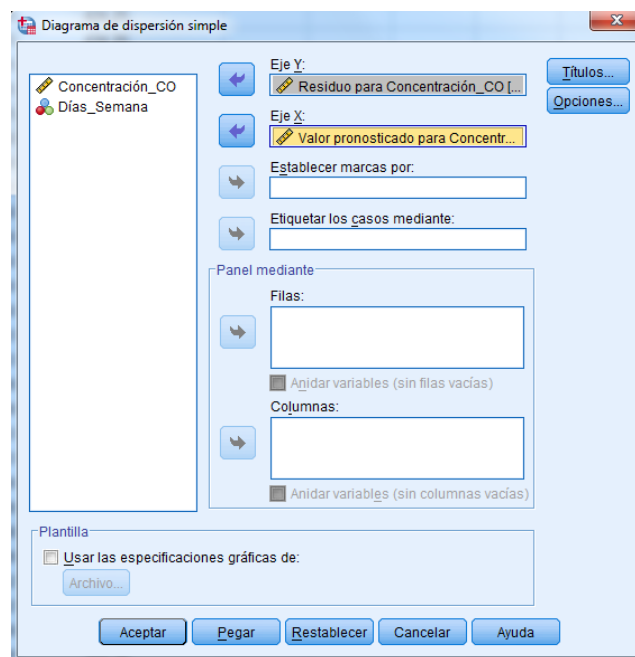 Diagrama de dispersión simple
Concentración_CO
Días_Semana
Eje Y:
Residuo para Concentración_CO [...
Eje X:
Valor pronosticado para Concentr...
Establecer marcas por:
Etiquetar los casos mediante:
Panel mediante
Filas:
Anidar variables (sin filas vacías)
Columnas:
Anidar variables (sin columnas vacías)
Títulos...
Opciones...
Plantilla
Usar las especificaciones gráficas de:
Archivo...
Aceptar
Pegar
Restablecer
Cancelar
Ayuda